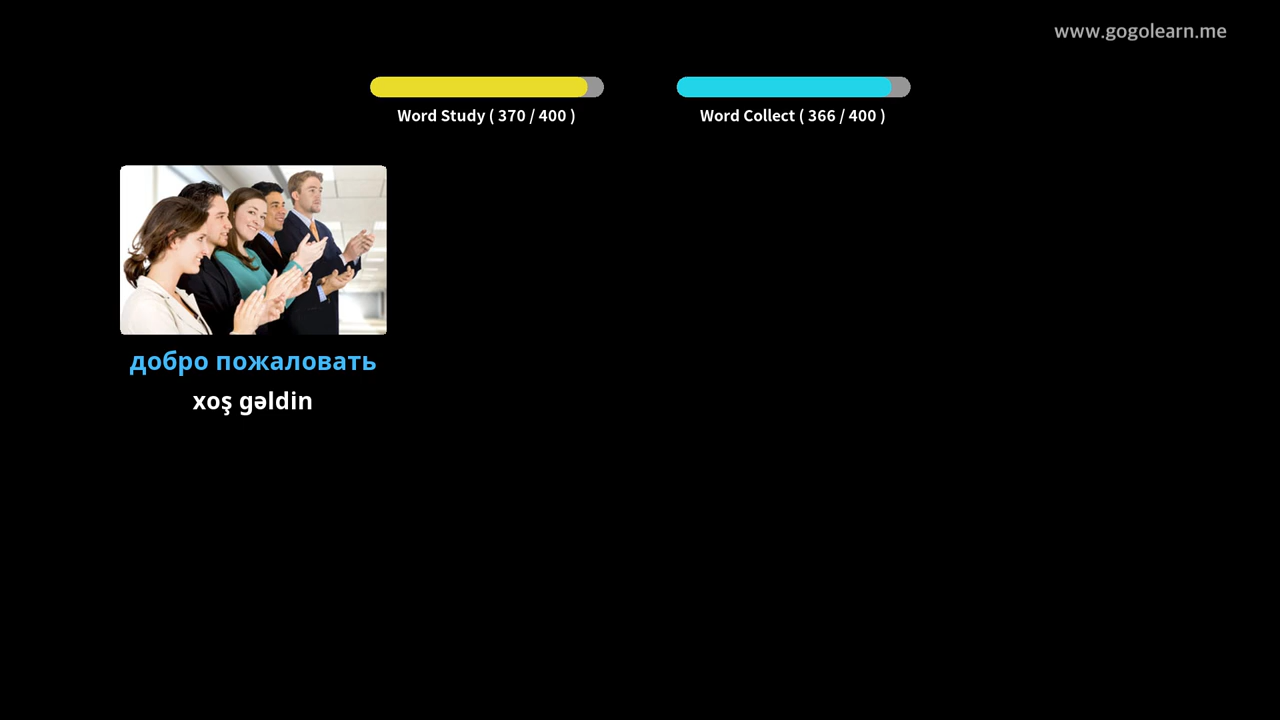 www.gogolearn.me
Word Study ( 370 / 400 )
Word Collect ( 366 / 400 )
добро пожаловать
xoş gəldin